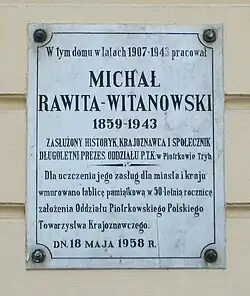 W tym domu w latach 1907-1943 pracował
MICHAŁ
RAWITA-WITANOWSKI
1859-1943
ZASŁUŻONY HISTORYK, KRAJOZNAWCA I SPOŁECZNIK
DŁUGOLETNI PREZES ODDZIAŁU P.T.K. w Piotrkowie Tryb.
Dla uczczenia jego zasług dla miasta i kraju
wmurowano tablicę pamiątkową w 50 letnią rocznicę
założenia Oddziału Piotrkowskiego Polskiego
Towarzystwa Krajoznawczego.
DN. 18 MAJA 1958 R.